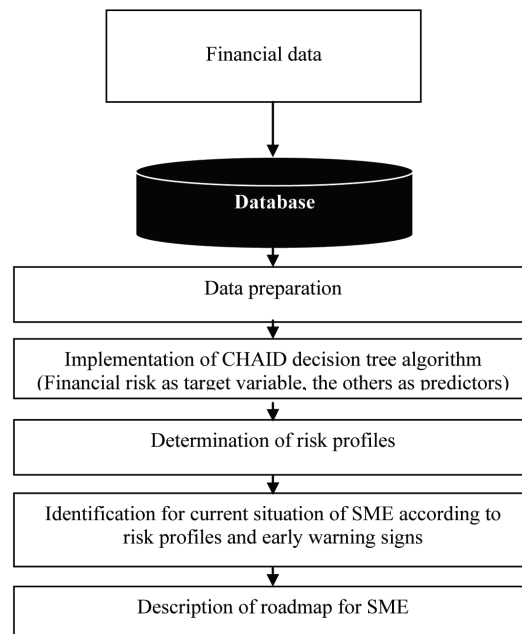 Financial data
Database
Data preparation
Implementation of CHAID decision tree algorithm
(Financial risk as target variable, the others as predictors)
Determination of risk profiles
Identification for current situation of SME according to
risk profiles and early warning signs
Description of roadmap for SME